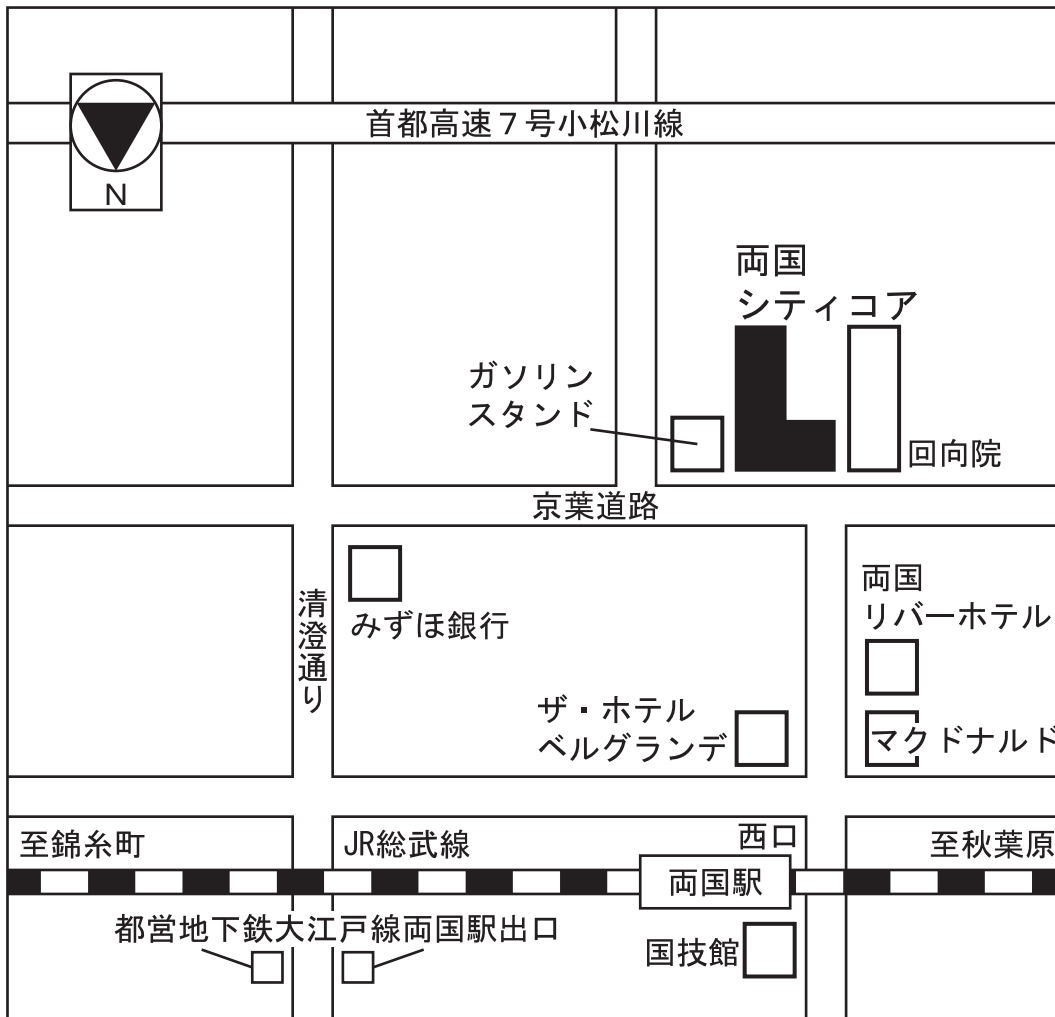 首都高速７号小松川線
N
両国
シティコア
ガソリン
スタンド
回向院
京葉道路
清澄通り
みずほ銀行
両国
リバーホテル
ザ・ホテル
ベルグランデ
マクドナルド
至錦糸町
JR総武線
西口
至秋葉原
両国駅
都営地下鉄大江戸線両国駅出口
国技館